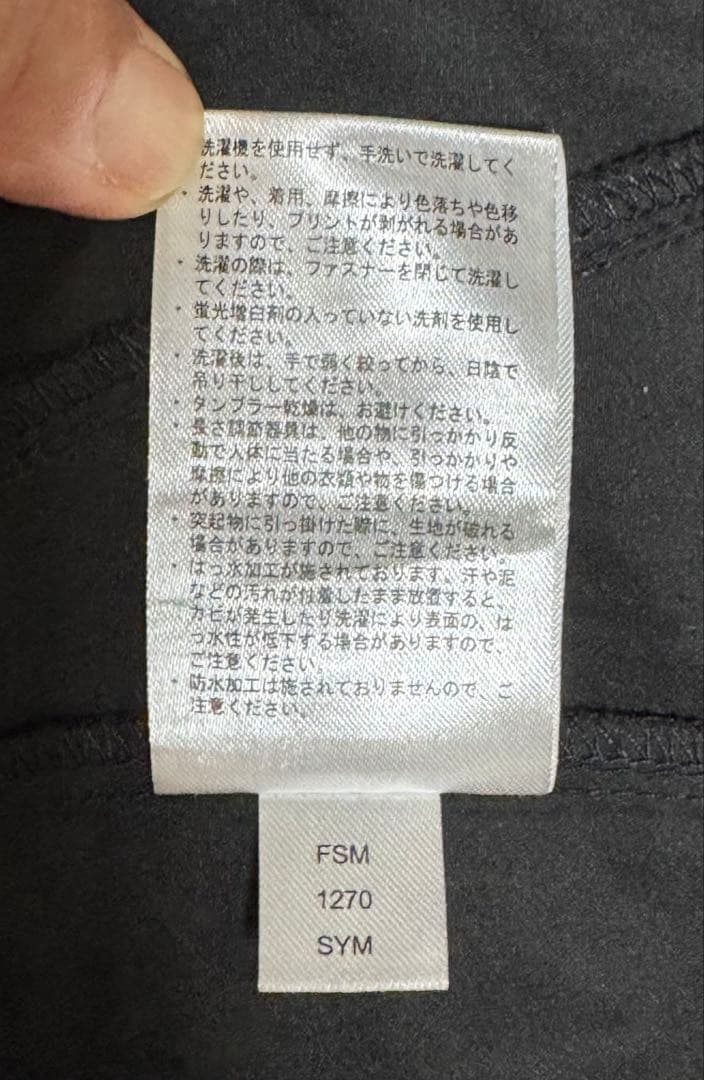 洗濯機を使用せず、手洗いで洗濯してく
ださい。
・洗濯や、着用、摩擦により色落ちや色移
りしたり、プリントが剥がれる場合があ
りますので、ご注意ください。
・洗濯の際は、ファスナーを閉じて洗濯し
てください。
・蛍光増白剤の入っていない洗剤を使用し
てください。
・洗濯後は、手で弱く絞ってから、日陰で
吊り干ししてください。
・タンブラー乾燥は、お避けください。
・長さ調節器具は、他の物に引っかかり反
動で人体に当たる場合や、引っかかりや
摩擦により他の衣類や物を傷つける場合
がありますので、ご注意ください。
・突起物に引っ掛けた際に、生地が破れる
場合がありますので、ご注意ください。
・はっ水加工が施されております。汗や泥
などの汚れが付着したまま放置すると、
カビが発生したり洗濯により表面の、は
っ水性が低下する場合がありますので、
ご注意ください。
・防水加工は施されておりませんので、ご
注意ください。
FSM
1270
SYM